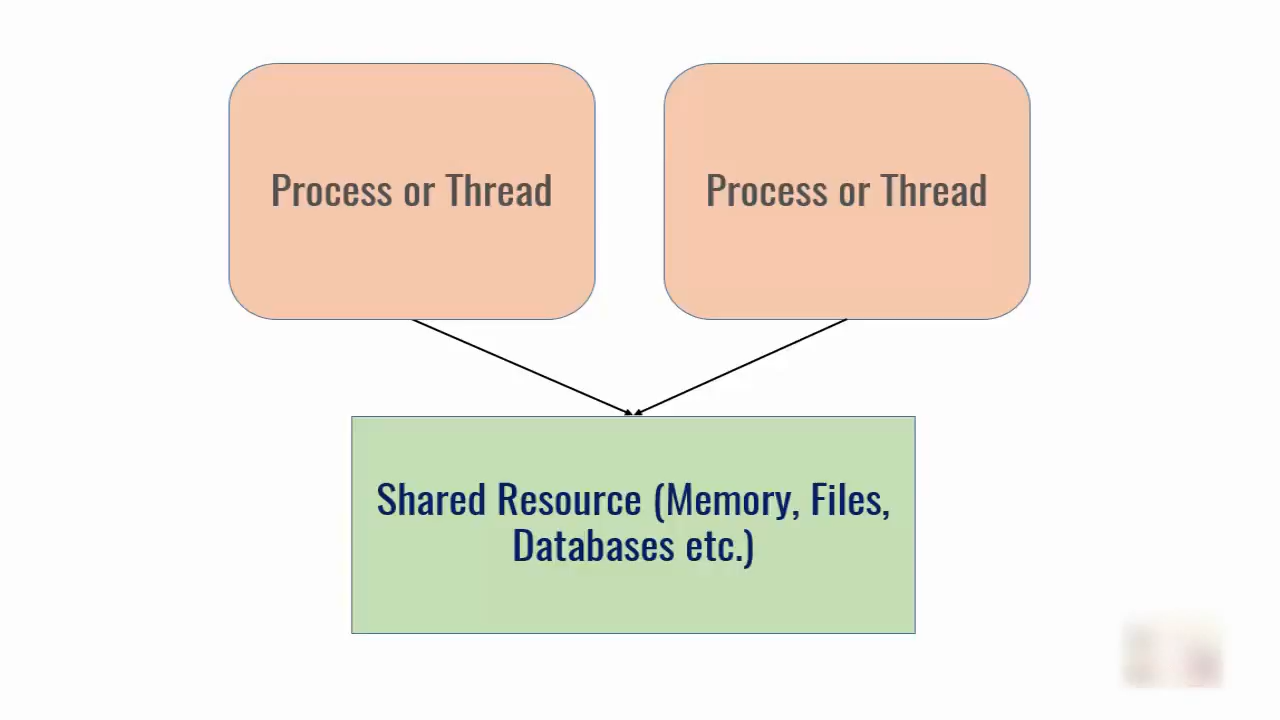 Process or Thread
Process or Thread
Shared Resource (Memory, Files,
Databases etc.)